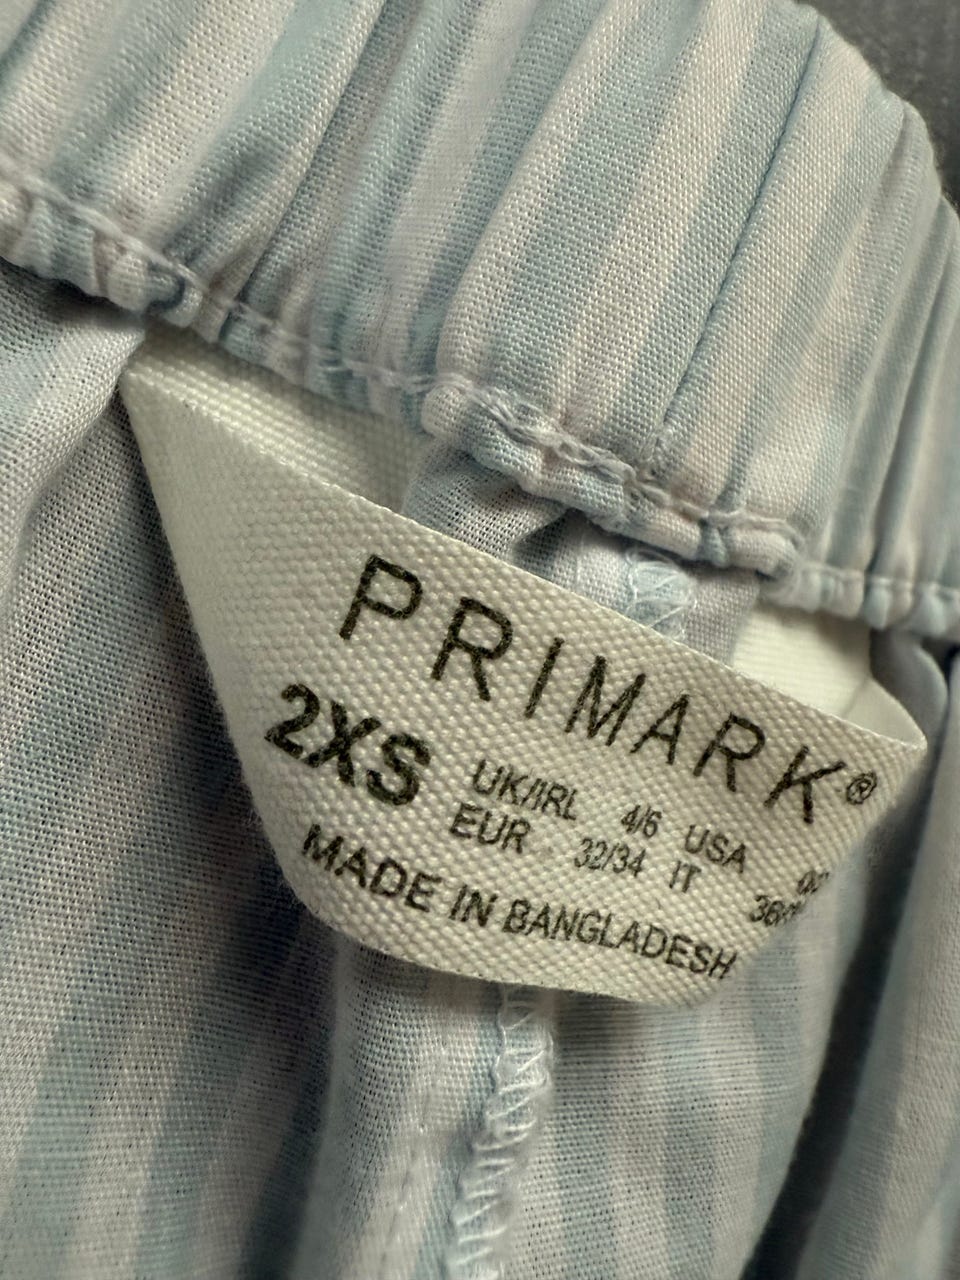 PRIMARK®
2XS
UK/IRL 4/6 USA
EUR 32/34 IT
MADE IN BANGLADESH